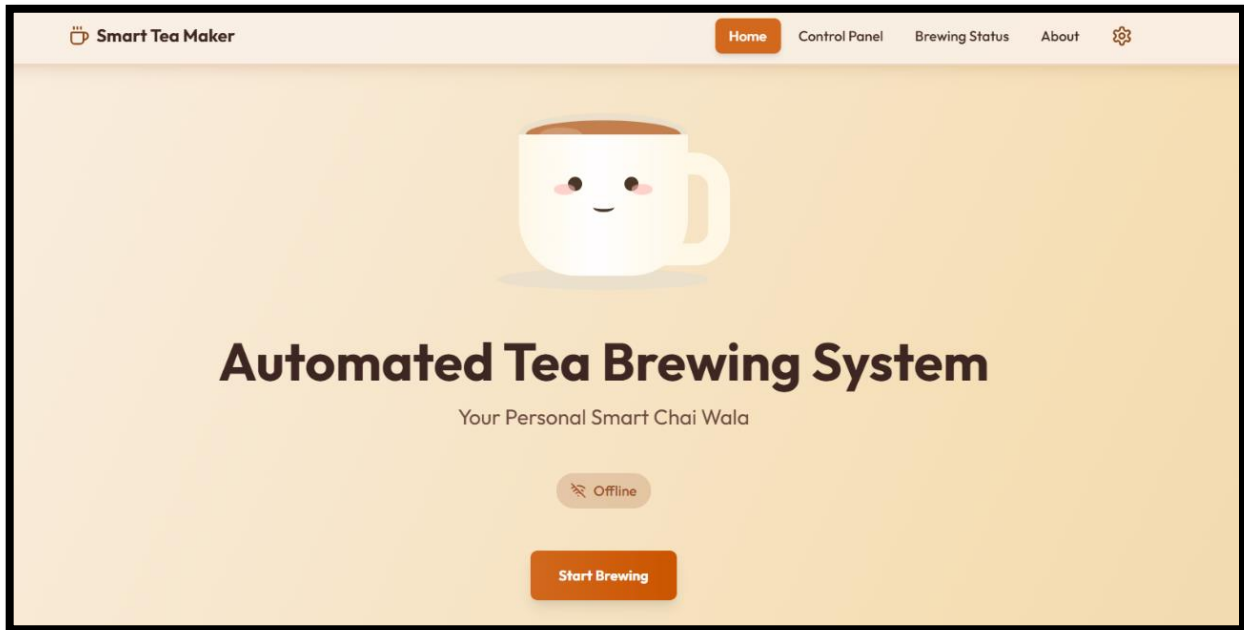 Smart Tea Maker
Home
Control Panel
Brewing Status
About
Automated Tea Brewing System
Your Personal Smart Chai Wala
Offline
Start Brewing